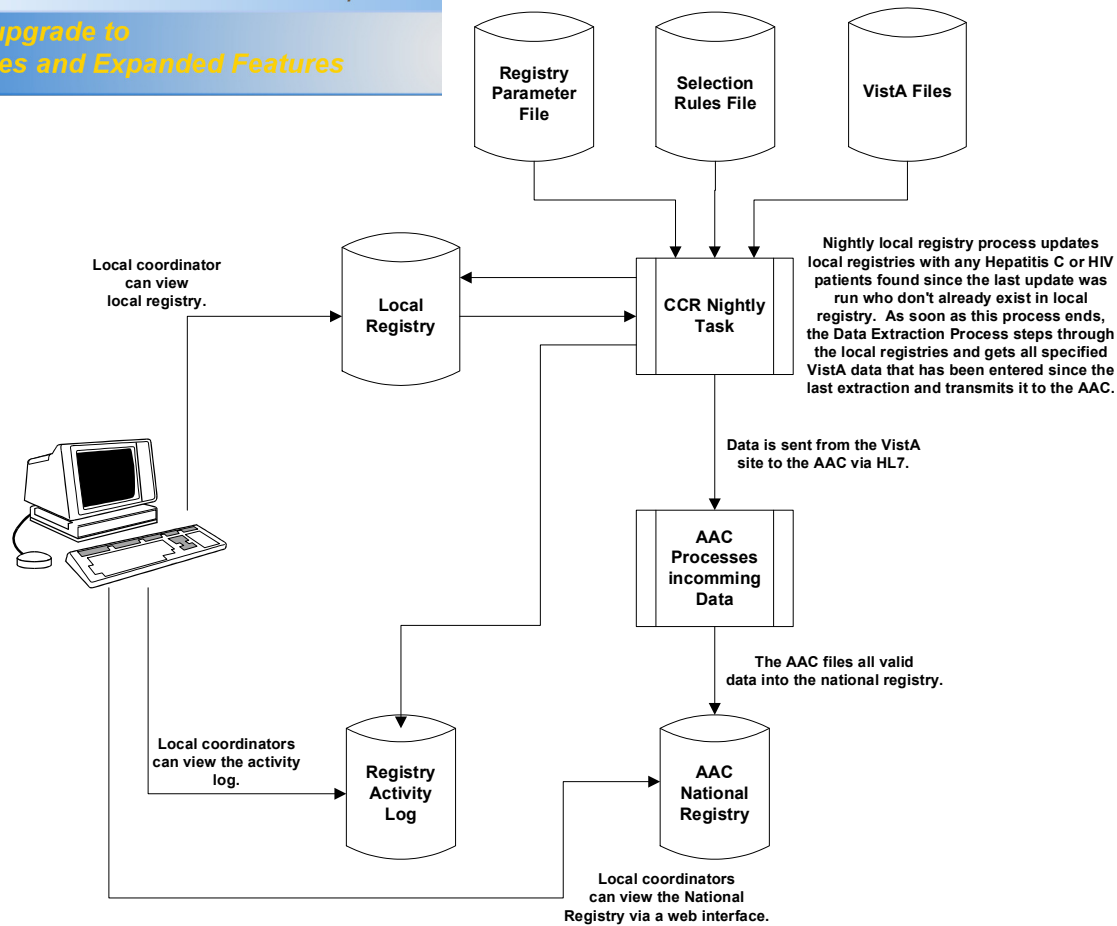 upgrade to
es and Expanded Features
Registry
Parameter
File
Selection
Rules File
VistA Files
Local coordinator
can view
local registry.
Local
Registry
CCR Nightly
Task
Nightly local registry process updates
local registries with any Hepatitis C or HIV
patients found since the last update was
run who don't already exist in local
registry. As soon as this process ends,
the Data Extraction Process steps through
the local registries and gets all specified
VistA data that has been entered since the
last extraction and transmits it to the AAC.
Data is sent from the VistA
site to the AAC via HL7.
AAC
Processes
incomming
Data
The AAC files all valid
data into the national registry.
Local coordinators
can view the activity
log.
Registry
Activity
Log
AAC
National
Registry
Local coordinators
can view the National
Registry via a web interface.